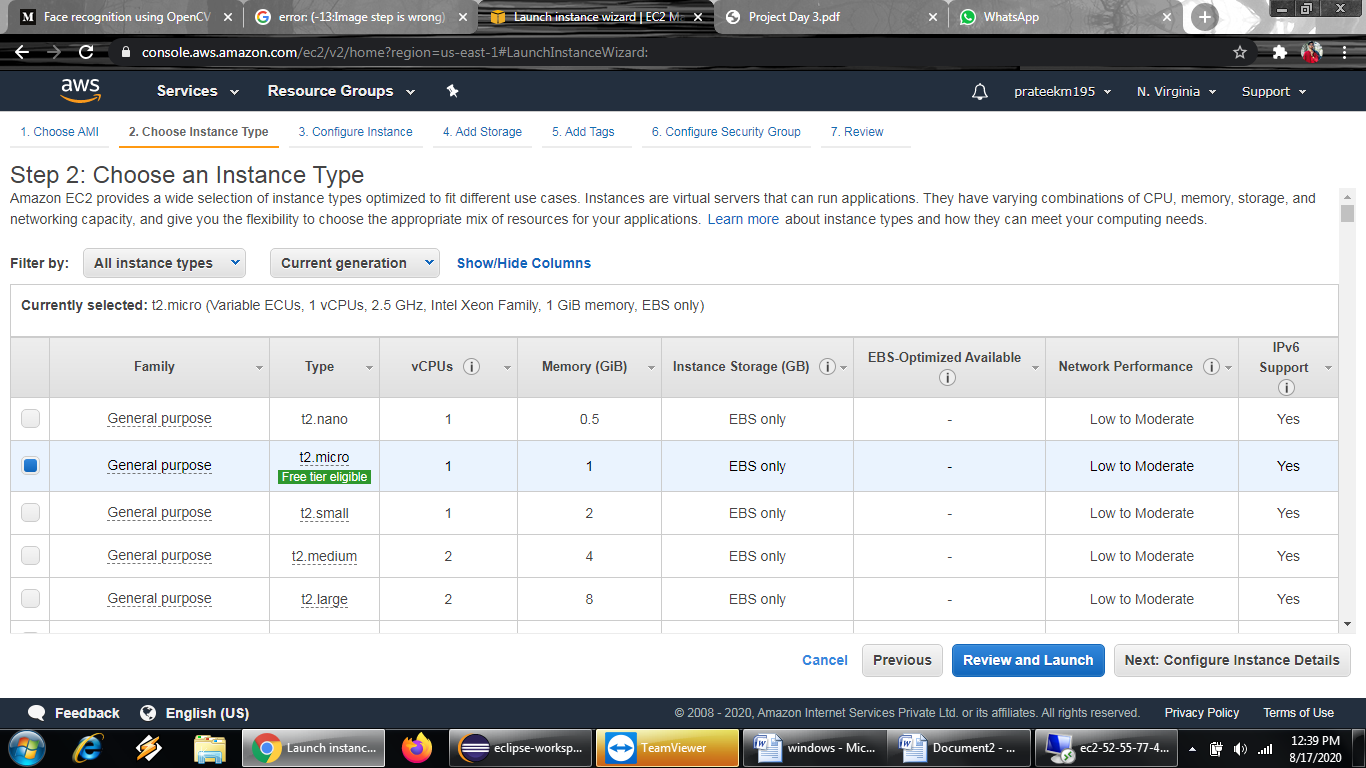 Face recognition using OpenCV
error: (-13:Image step is wrong)
Launch instance wizard | EC2 M
Project Day 3.pdf
WhatsApp
console.aws.amazon.com/ec2/v2/home?region=us-east-1#LaunchInstanceWizard:
aws
Services
Resource Groups
prateekm195
N. Virginia
Support
1. Choose AMI
2. Choose Instance Type
3. Configure Instance
4. Add Storage
5. Add Tags
6. Configure Security Group
7. Review
Step 2: Choose an Instance Type
Amazon EC2 provides a wide selection of instance types optimized to fit different use cases. Instances are virtual servers that can run applications. They have varying combinations of CPU, memory, storage, and
networking capacity, and give you the flexibility to choose the appropriate mix of resources for your applications. Learn more about instance types and how they can meet your computing needs.
Filter by: All instance types Current generation Show/Hide Columns
Currently selected: t2.micro (Variable ECUs, 1 vCPUs, 2.5 GHz, Intel Xeon Family, 1 GiB memory, EBS only)
Family Type vCPUs Memory (GiB) Instance Storage (GB) EBS-Optimized Available Network Performance IPv6 Support
General purpose t2.nano 1 0.5 EBS only - Low to Moderate Yes
General purpose t2.micro 1 1 EBS only - Low to Moderate Yes
Free tier eligible
General purpose t2.small 1 2 EBS only - Low to Moderate Yes
General purpose t2.medium 2 4 EBS only - Low to Moderate Yes
General purpose t2.large 2 8 EBS only - Low to Moderate Yes
Cancel Previous Review and Launch Next: Configure Instance Details
Feedback English (US) © 2008 - 2020, Amazon Internet Services Private Ltd. or its affiliates. All rights reserved. Privacy Policy Terms of Use
Launch instanc...
eclipse-worksp...
TeamViewer
windows - Mic...
Document2 - ...
ec2-52-55-77-4...
12:39 PM
8/17/2020